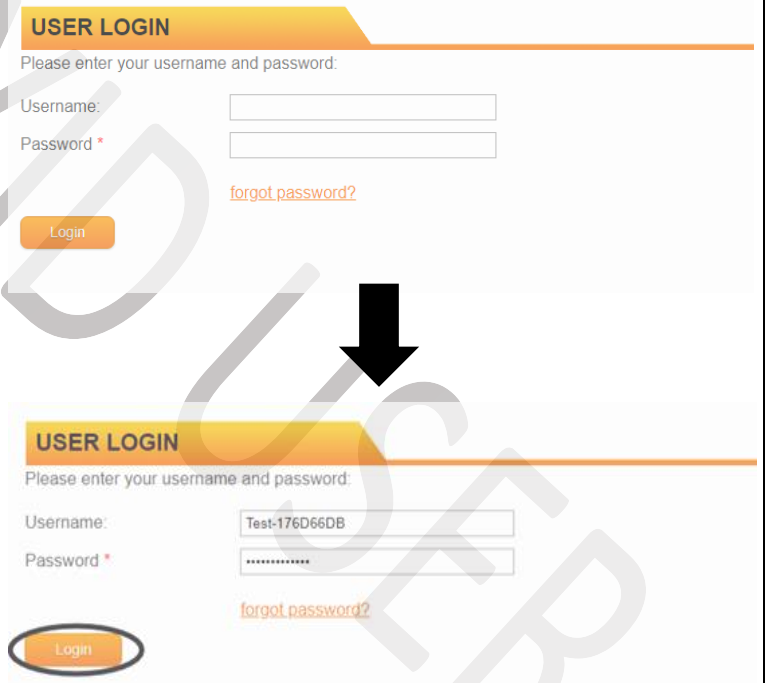 USER LOGIN
Please enter your username and password:
Username:
Password *
forgot password?
Login
USER LOGIN
Please enter your username and password:
Username: Test-176D66DB
Password * •••••••••••••
forgot password?
Login
USER